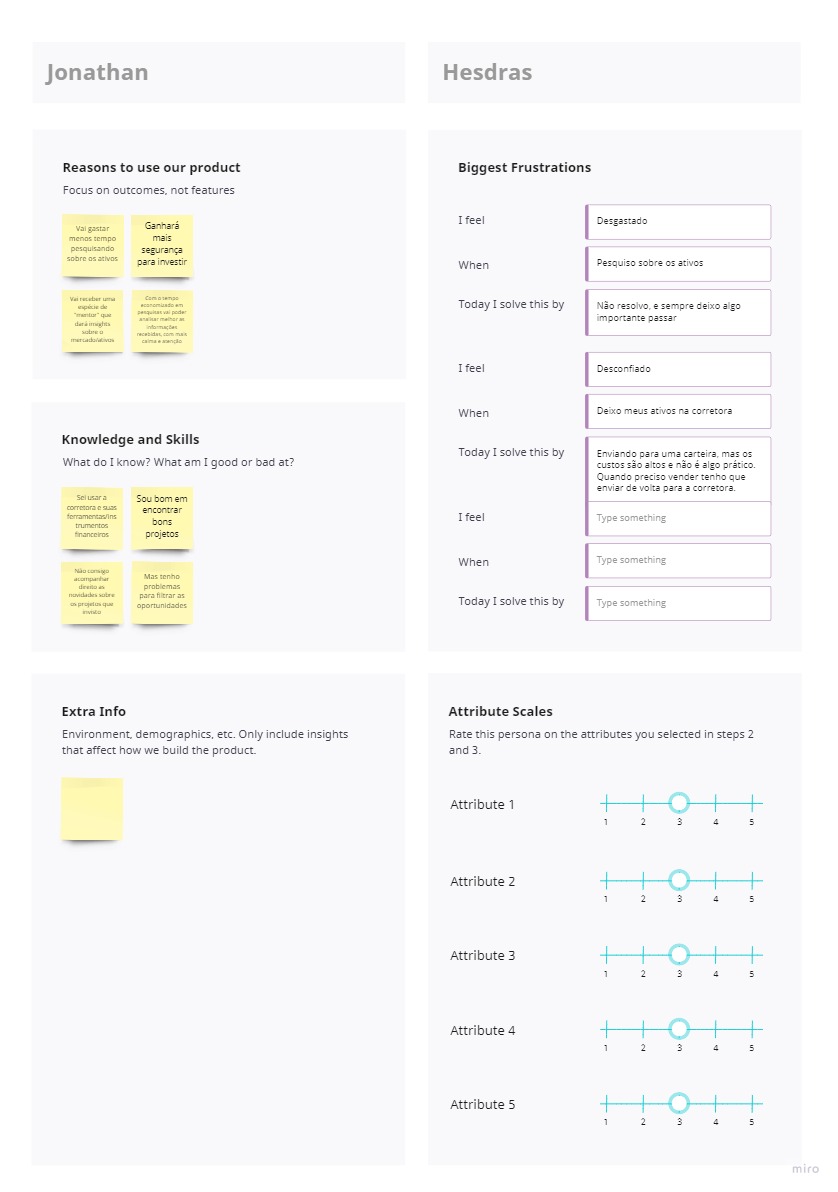 Jonathan
Hesdras
Reasons to use our product
Focus on outcomes, not features
Vai gastar
menos tempo
pesquisando
sobre os ativos
Ganhará
mais
segurança
para investir
Vai receber uma
espécie de
"mentor" que
dará insights
sobre o
mercado/ativos
Com o tempo
economizado em
pesquisas vai poder
analisar melhor as
informações
recebidas, com mais
calma e atenção
Biggest Frustrations
I feel
Desgastado
When
Pesquiso sobre os ativos
Today I solve this by
Não resolvo, e sempre deixo algo
importante passar
I feel
Desconfiado
When
Deixo meus ativos na corretora
Today I solve this by
Enviando para uma carteira, mas os
custos são altos e não é algo prático.
Quando preciso vender tenho que
enviar de volta para a corretora.
I feel
Type something
When
Type something
Today I solve this by
Type something
Knowledge and Skills
What do I know? What am I good or bad at?
Sei usar a
corretora e suas
ferramentas/ins
trumentos
financeiros
Sou bom em
encontrar
bons
projetos
Não consigo
acompanhar
direito as
novidades sobre
os projetos que
invisto
Mas tenho
problemas
para filtrar as
oportunidades
Extra Info
Environment, demographics, etc. Only include insights
that affect how we build the product.
Attribute Scales
Rate this persona on the attributes you selected in steps 2
and 3.
Attribute 1
1 2 3 4 5
Attribute 2
1 2 3 4 5
Attribute 3
1 2 3 4 5
Attribute 4
1 2 3 4 5
Attribute 5
1 2 3 4 5
miro